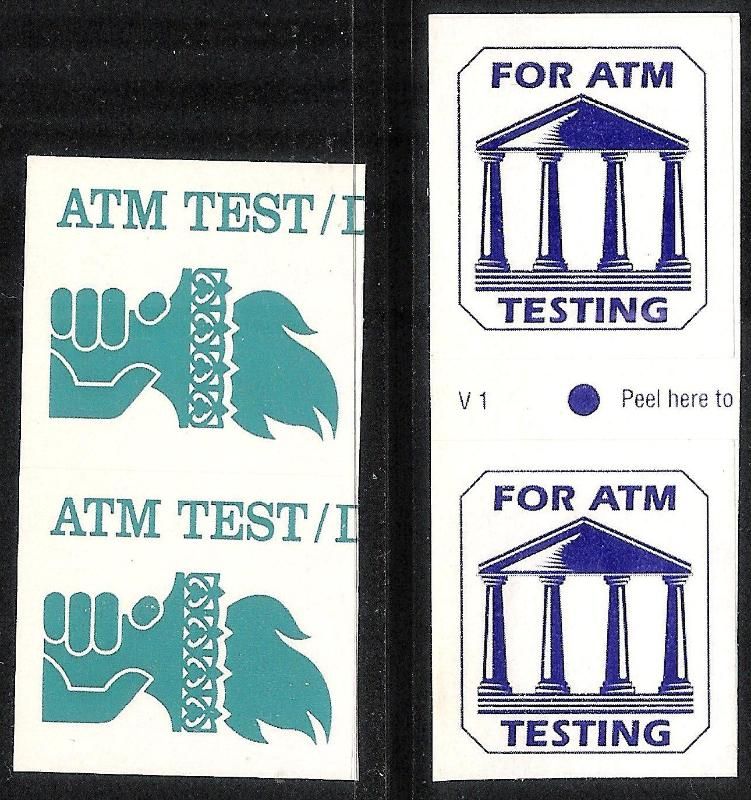 ATM TEST/D
ATM TEST/D
FOR ATM
TESTING
V 1
Peel here to
FOR ATM
TESTING